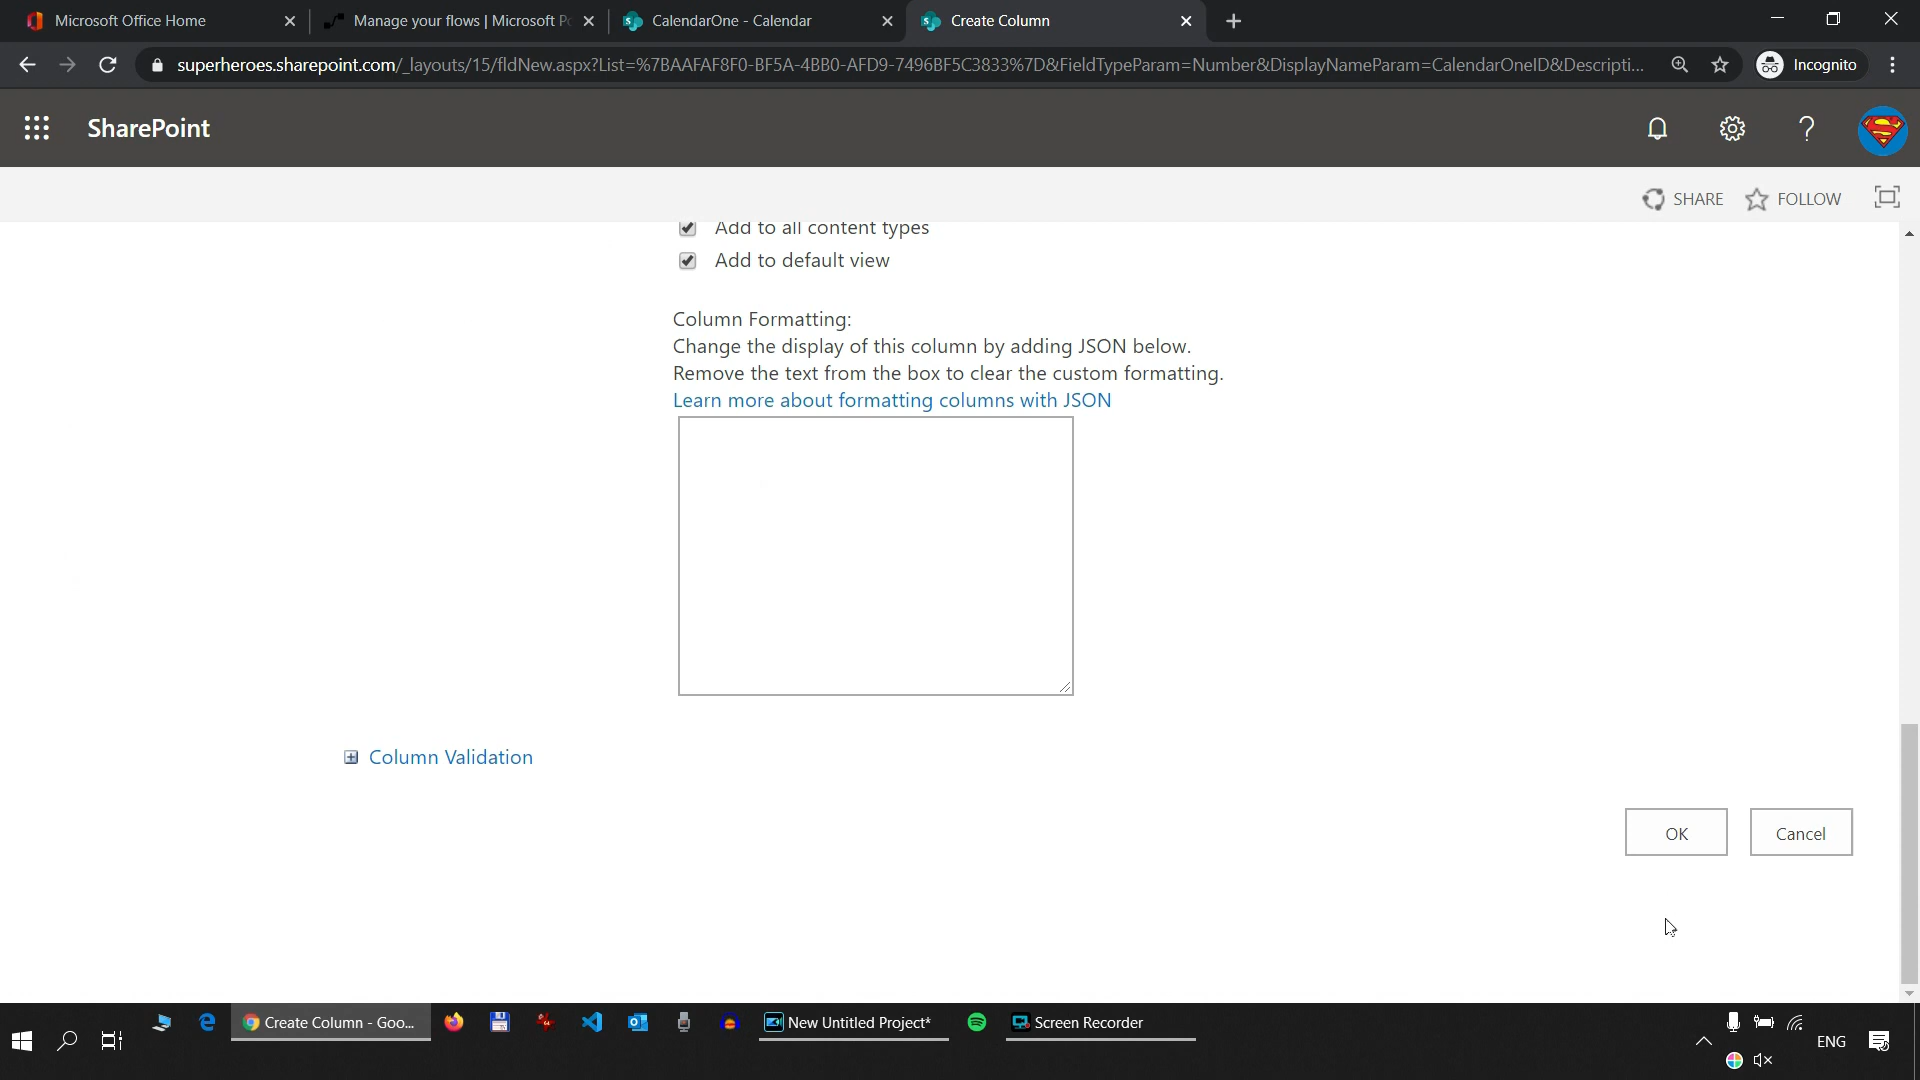 Microsoft Office Home
Manage your flows | Microsoft Po
CalendarOne - Calendar
Create Column
superheroes.sharepoint.com/_layouts/15/fldNew.aspx?List=%7BAAFAF8F0-BF5A-4BB0-AFD9-7496BF5C3833%7D&FieldTypeParam=Number&DisplayNameParam=CalendarOneID&Descripti...
Incognito
SharePoint
SHARE
FOLLOW
Add to all content types
Add to default view
Column Formatting:
Change the display of this column by adding JSON below.
Remove the text from the box to clear the custom formatting.
Learn more about formatting columns with JSON
Column Validation
OK
Cancel
Create Column - Goo...
New Untitled Project*
Screen Recorder
ENG